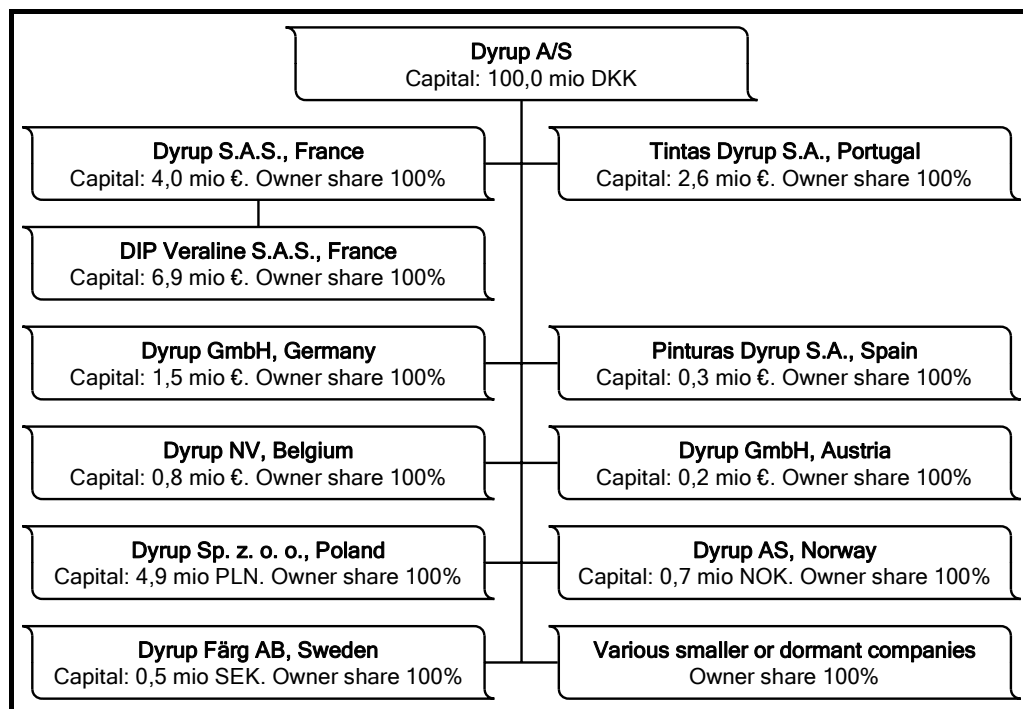 Dyrup A/S
Capital: 100,0 mio DKK
Dyrup S.A.S., France
Capital: 4,0 mio €. Owner share 100%
Tintas Dyrup S.A., Portugal
Capital: 2,6 mio €. Owner share 100%
DIP Veraline S.A.S., France
Capital: 6,9 mio €. Owner share 100%
Dyrup GmbH, Germany
Capital: 1,5 mio €. Owner share 100%
Pinturas Dyrup S.A., Spain
Capital: 0,3 mio €. Owner share 100%
Dyrup NV, Belgium
Capital: 0,8 mio €. Owner share 100%
Dyrup GmbH, Austria
Capital: 0,2 mio €. Owner share 100%
Dyrup Sp. z. o. o., Poland
Capital: 4,9 mio PLN. Owner share 100%
Dyrup AS, Norway
Capital: 0,7 mio NOK. Owner share 100%
Dyrup Färg AB, Sweden
Capital: 0,5 mio SEK. Owner share 100%
Various smaller or dormant companies
Owner share 100%